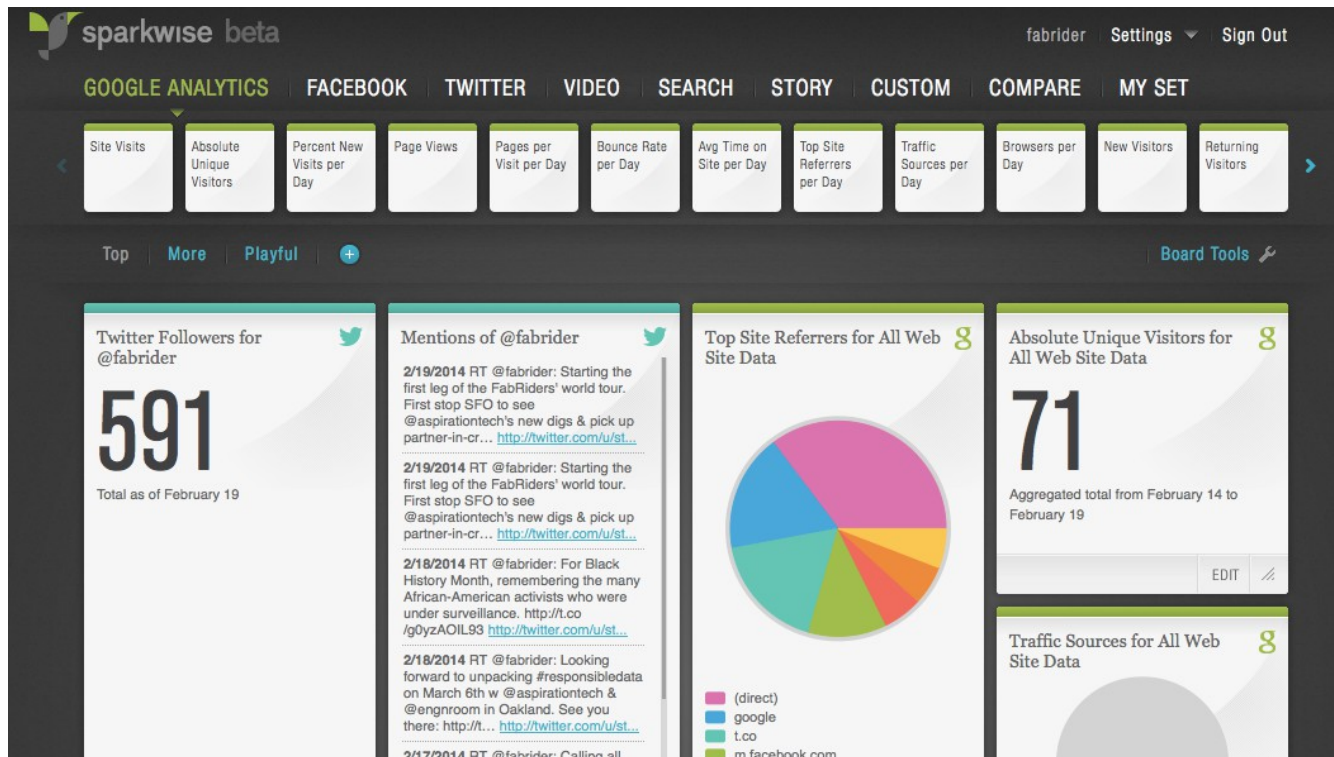 sparkwise beta
fabrider Settings Sign Out
GOOGLE ANALYTICS FACEBOOK TWITTER VIDEO SEARCH STORY CUSTOM COMPARE MY SET
Site Visits
Absolute
Unique
Visitors
Percent New
Visits per
Day
Page Views
Pages per
Visit per Day
Bounce Rate
per Day
Avg Time on
Site per Day
Top Site
Referrers
per Day
Traffic
Sources per
Day
Browsers per
Day
New Visitors
Returning
Visitors
Top More Playful
Board Tools
Twitter Followers for
@fabrider
591
Total as of February 19
Mentions of @fabrider
2/19/2014 RT @fabrider: Starting the
first leg of the FabRiders' world tour.
First stop SFO to see
@aspirationtech's new digs & pick up
partner-in-cr… http://twitter.com/u/st...
2/19/2014 RT @fabrider: Starting the
first leg of the FabRiders' world tour.
First stop SFO to see
@aspirationtech's new digs & pick up
partner-in-cr… http://twitter.com/u/st...
2/18/2014 RT @fabrider: For Black
History Month, remembering the many
African-American activists who were
under surveillance. http://t.co
/g0yzAOIL93 http://twitter.com/u/st...
2/18/2014 RT @fabrider: Looking
forward to unpacking #responsibledata
on March 6th w @aspirationtech &
@engnroom in Oakland. See you
there: http://t... http://twitter.com/u/st...
2/17/2014 RT @fabrider: Calling all
Top Site Referrers for All Web
Site Data
(direct)
google
t.co
m.facebook.com
Absolute Unique Visitors for
All Web Site Data
71
Aggregated total from February 14 to
February 19
EDIT
Traffic Sources for All Web
Site Data